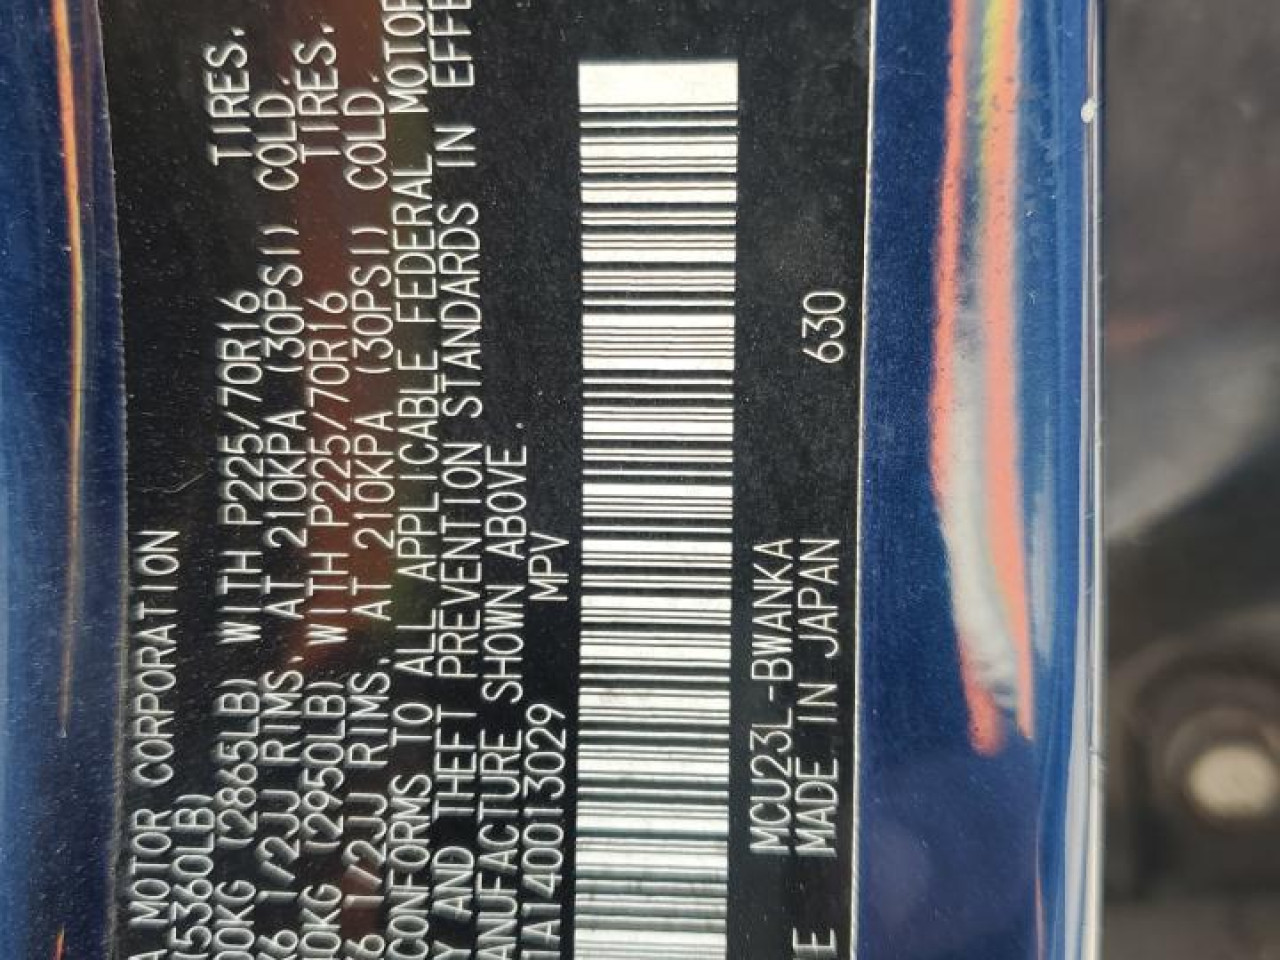 A MOTOR CORPORATION
(5360LB)
00KG (2865LB) WITH P225/70R16 TIRES,
X6 1/2JJ RIMS, AT 210KPA (30PSI) COLD,
40KG (2950LB) WITH P225/70R16 TIRES,
X6 1/2JJ RIMS, AT 210KPA (30PSI) COLD,
CONFORMS TO ALL APPLICABLE FEDERAL MOTOR
Y AND THEFT PREVENTION STANDARDS IN EFFE
ANUFACTURE SHOWN ABOVE.
1A140013029 MPV
MCU23L-BWANKA
E MADE IN JAPAN 630